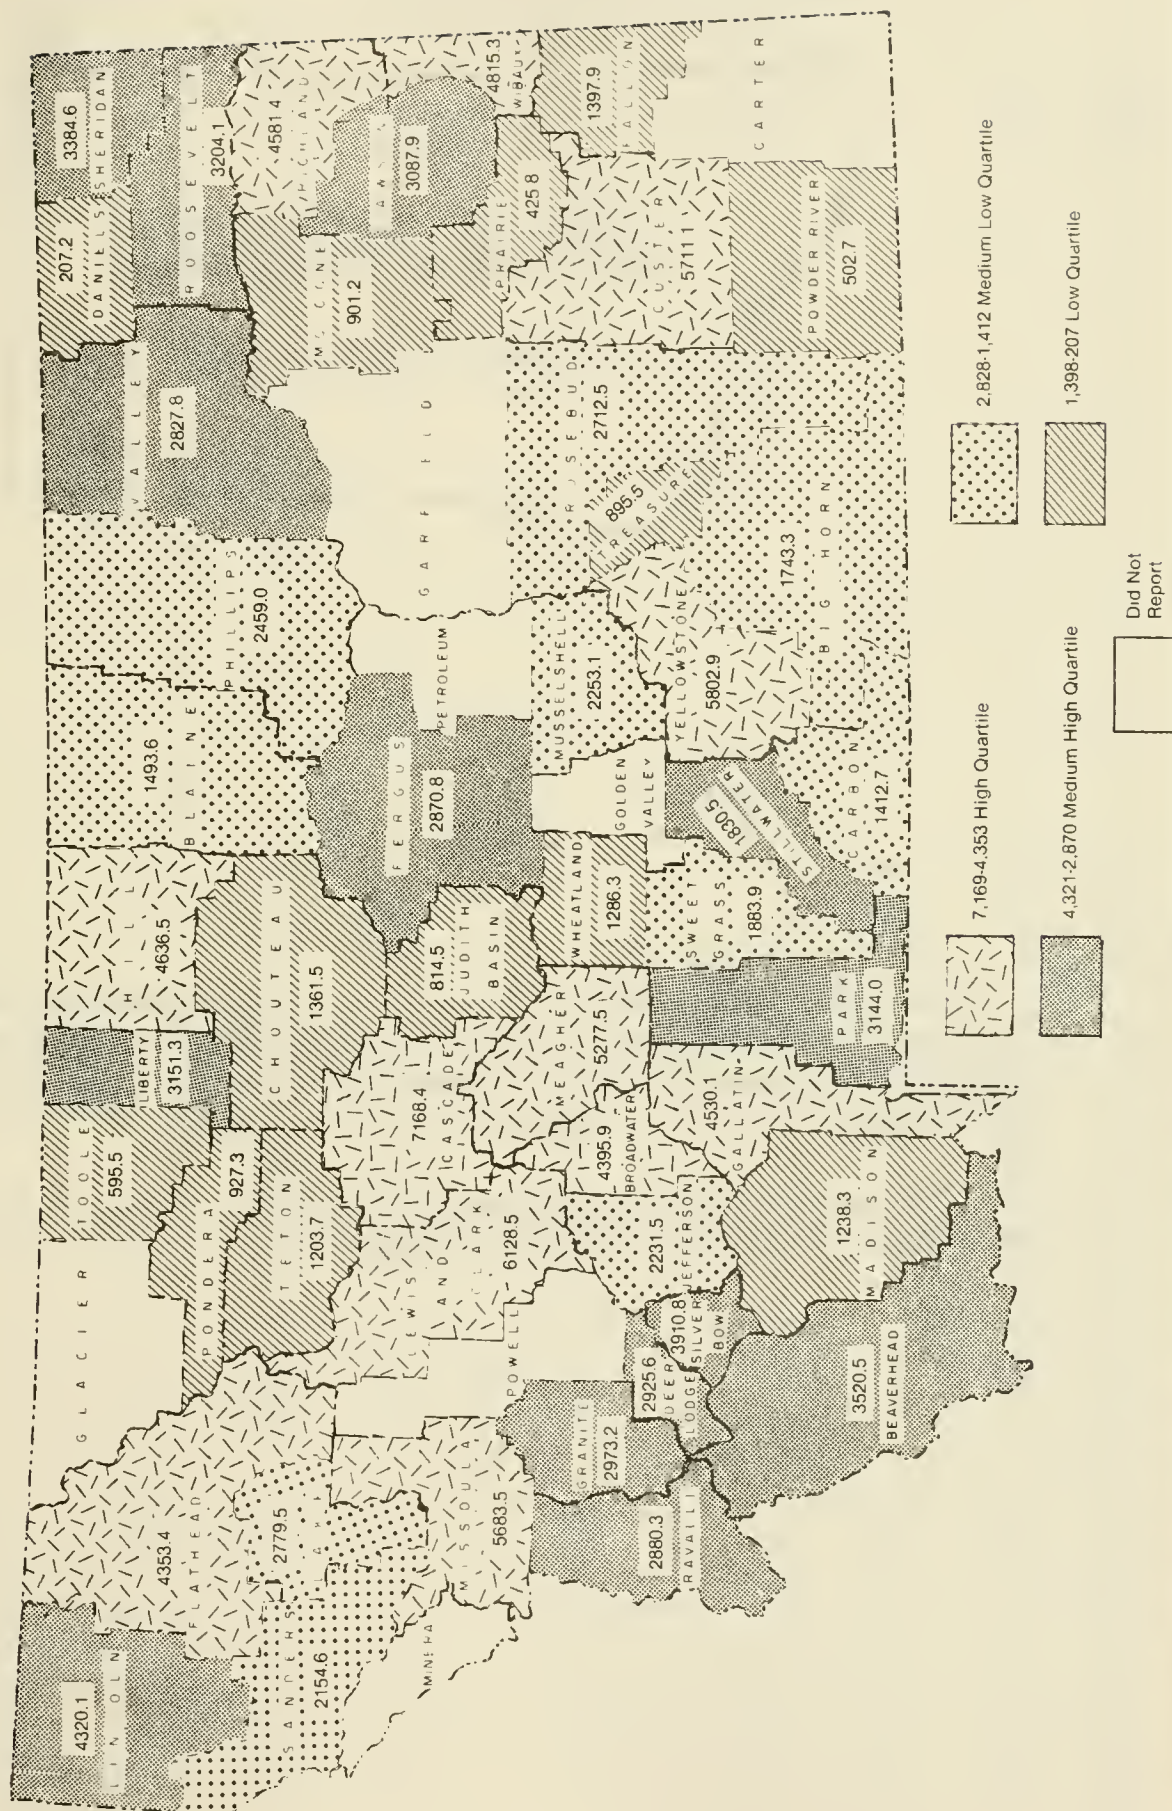 LINCOLN
4320.1
FLATHEAD
4353.4
GLACIER
TOOLE
595.5
LIBERTY
3151.3
HILL
4636.5
BLAINE
1493.6
PHILLIPS
2459.0
VALLEY
2827.8
DANIELS
207.2
SHERIDAN
3384.6
ROOSEVELT
3204.1
SANDERS
2154.6
LAKE
2779.5
PONDERA
927.3
TETON
1203.7
CHOUTEAU
1361.5
MC CONE
901.2
RICHLAND
4581.4
DAWSON
3087.9
WIBAUX
4815.3
MINERAL
MISSOULA
5683.5
POWELL
LEWIS
AND
CLARK
6128.5
CASCADE
7168.4
JUDITH
BASIN
814.5
FERGUS
2870.8
PETROLEUM
GARFIELD
PRAIRIE
425.8
FALLON
1397.9
GRANITE
2973.2
RAVALLI
2880.3
DEER
LODGE
2925.6
SILVER
BOW
3910.8
JEFFERSON
2231.5
BROADWATER
4395.9
MEAGHER
5277.5
WHEATLAND
1286.3
GOLDEN
VALLEY
MUSSELSHELL
2253.1
ROSEBUD
2712.5
TREASURE
895.5
CUSTER
5711.1
CARTER
BEAVERHEAD
3520.5
MADISON
1238.3
GALLATIN
4530.1
PARK
3144.0
SWEET
GRASS
1883.9
STILLWATER
1830.5
CARBON
1412.7
YELLOWSTONE
5802.9
BIG HORN
1743.3
POWDER RIVER
502.7
7,169-4,353 High Quartile
4,321-2,870 Medium High Quartile
2,828-1,412 Medium Low Quartile
1,398-207 Low Quartile
Did Not
Report